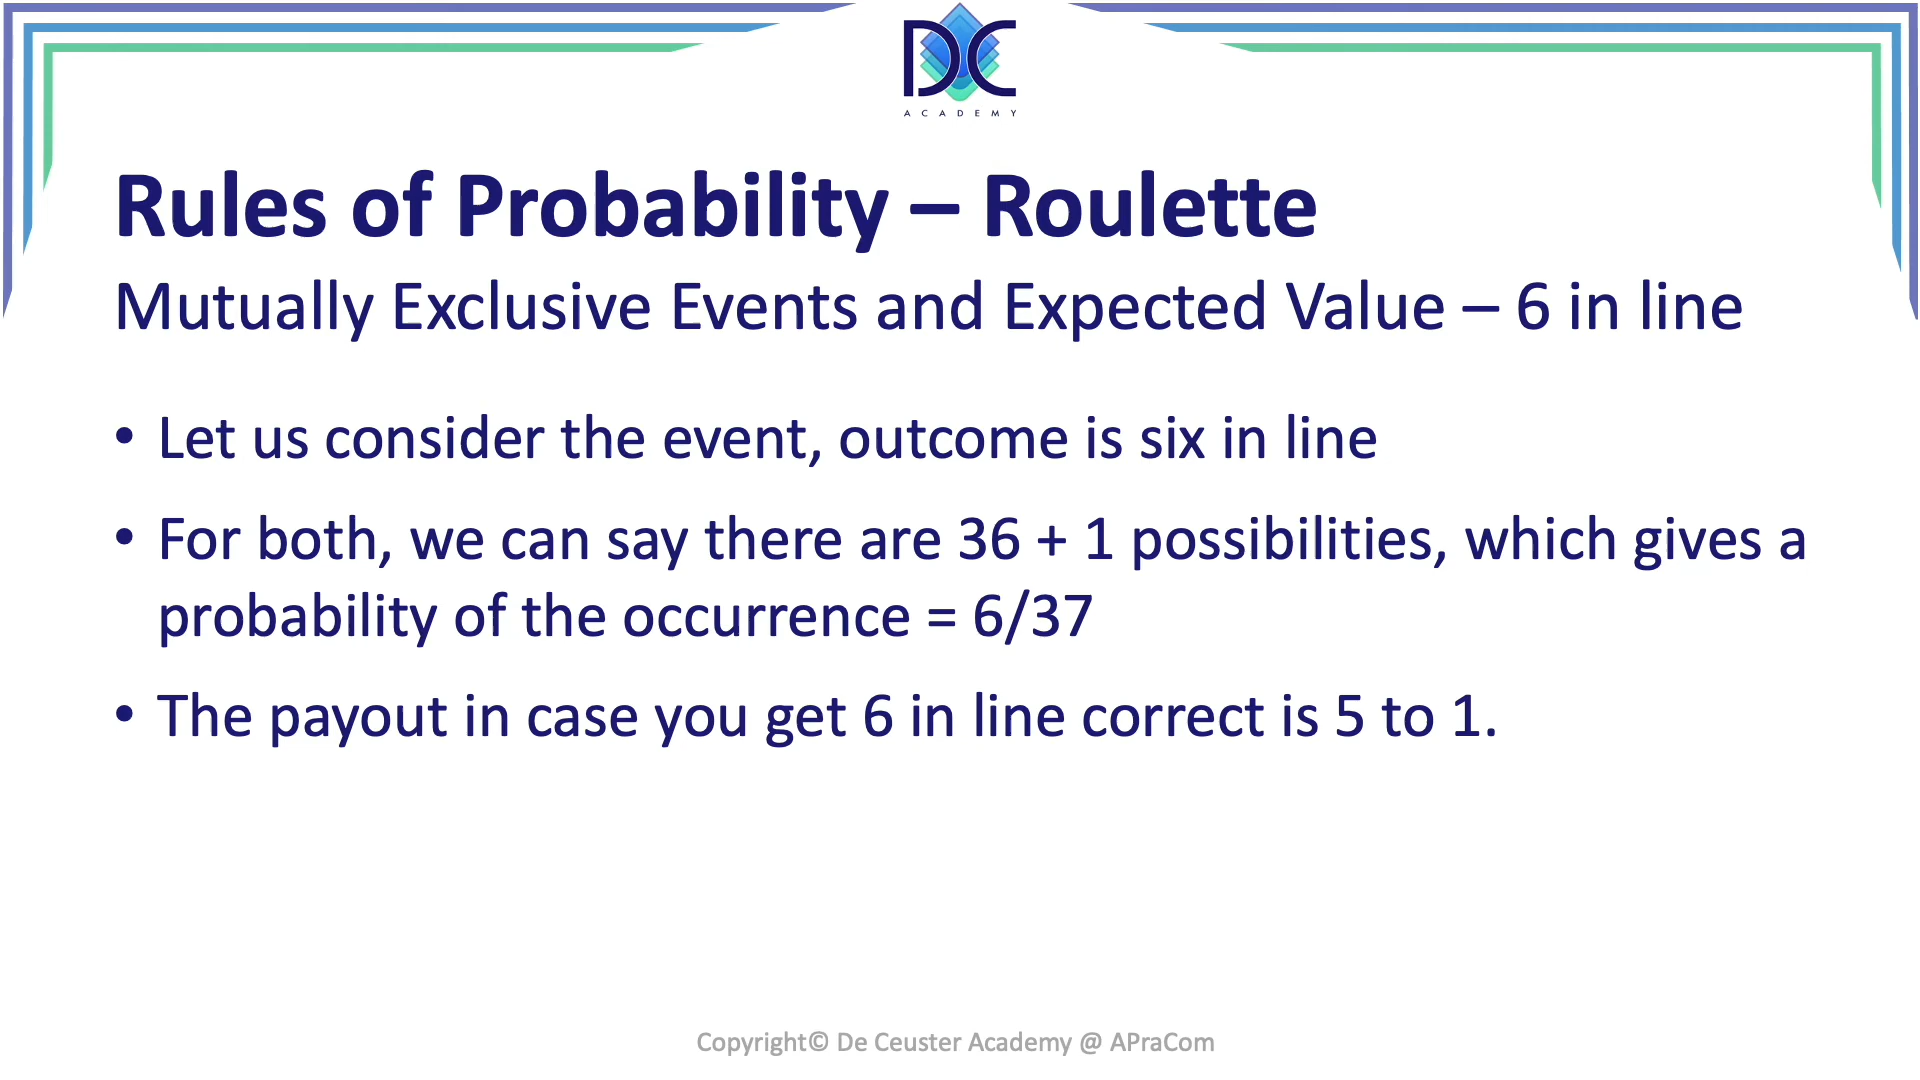 DC
ACADEMY
Rules of Probability – Roulette
Mutually Exclusive Events and Expected Value – 6 in line
• Let us consider the event, outcome is six in line
• For both, we can say there are 36 + 1 possibilities, which gives a
probability of the occurrence = 6/37
• The payout in case you get 6 in line correct is 5 to 1.
Copyright© De Ceuster Academy @ APraCom